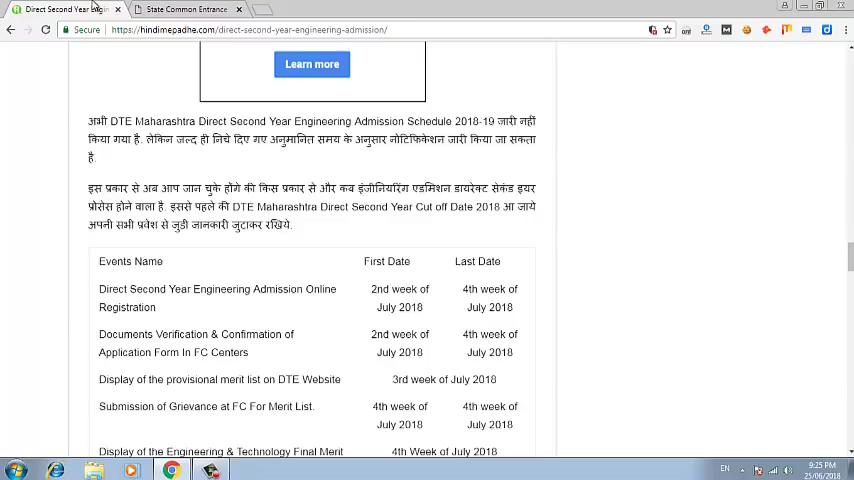 Direct Second Year Engin
State Common Entrance
Secure
https://hindimepadhe.com/direct-second-year-engineering-admission/
Learn more
अभी DTE Maharashtra Direct Second Year Engineering Admission Schedule 2018-19 जारी नहीं
किया गया है. लेकिन जल्द ही निचे दिए गए अनुमानित समय के अनुसार नोटिफिकेशन जारी किया जा सकता
है.
इस प्रकार से अब आप जान चुके होंगे की किस प्रकार से और कब इंजीनियरिंग एडमिशन डायरेक्ट सेकंड इयर
प्रोसेस होने वाला है. इससे पहले की DTE Maharashtra Direct Second Year Cut off Date 2018 आ जाये
अपनी सभी प्रवेश से जुडी जानकारी जुटाकर रखिये.
Events Name First Date Last Date
Direct Second Year Engineering Admission Online 2nd week of 4th week of
Registration July 2018 July 2018
Documents Verification & Confirmation of 2nd week of 4th week of
Application Form In FC Centers July 2018 July 2018
Display of the provisional merit list on DTE Website 3rd week of July 2018
Submission of Grievance at FC For Merit List. 4th week of 4th week of
July 2018 July 2018
Display of the Engineering & Technology Final Merit 4th Week of July 2018
EN
9:25 PM
25/06/2018